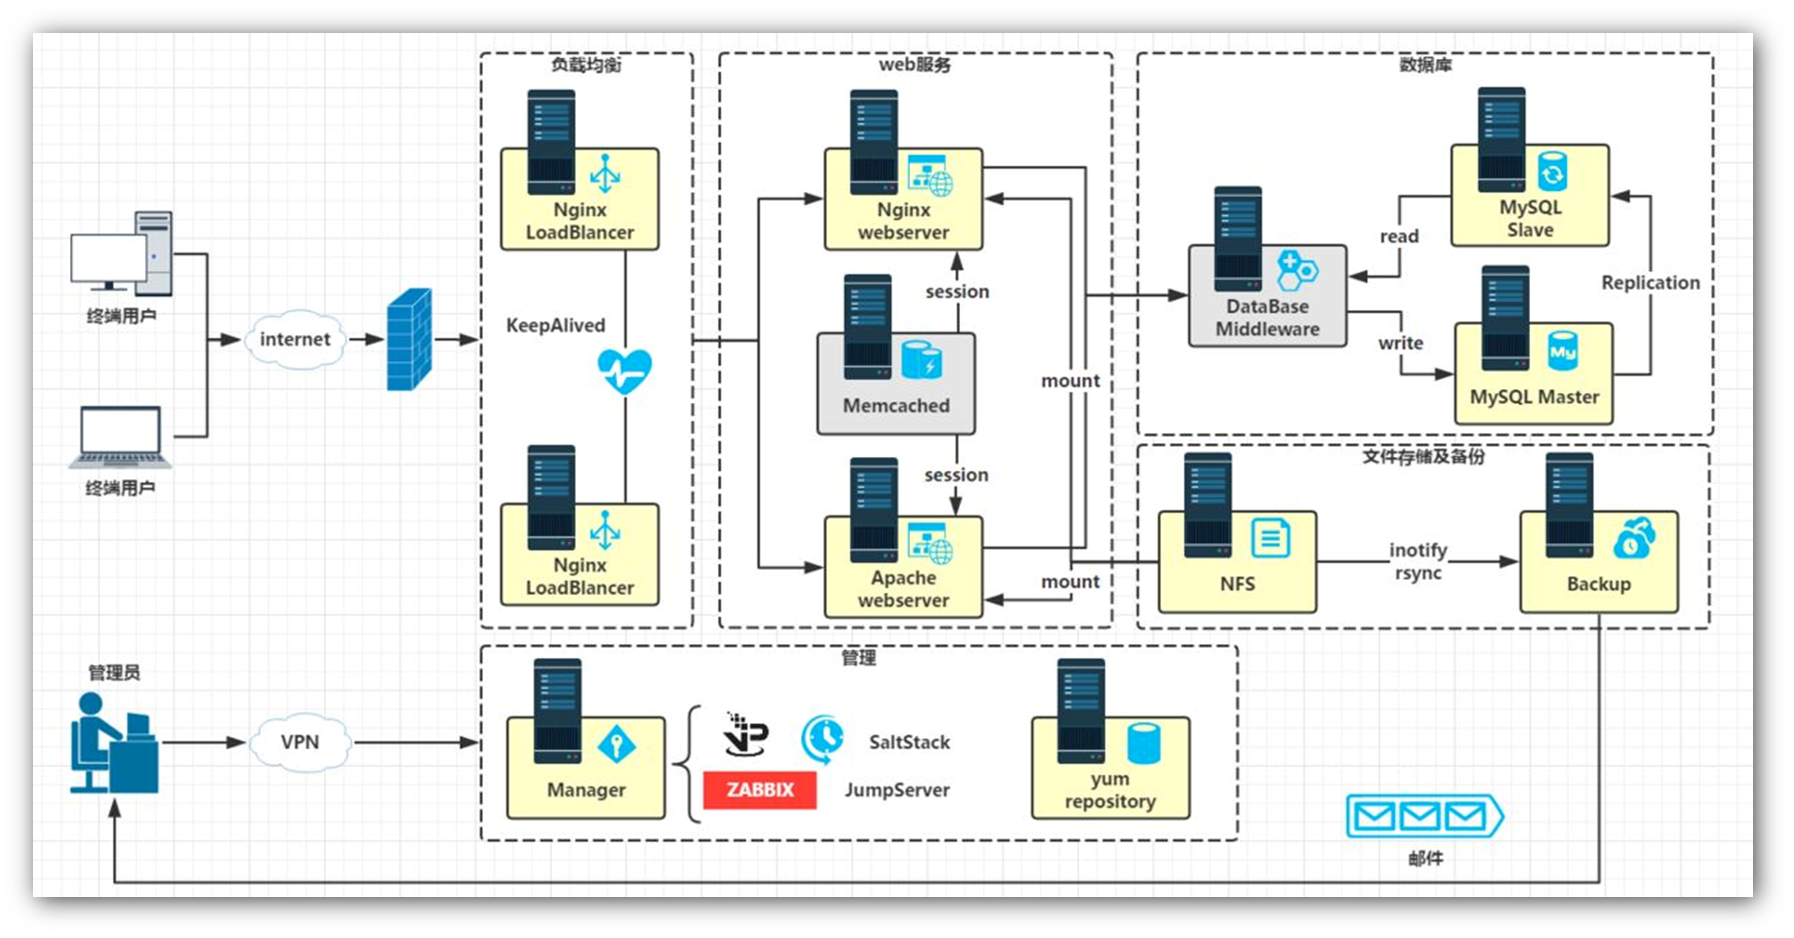 负载均衡
Nginx
LoadBlancer
KeepAlived
Nginx
LoadBlancer
终端用户
终端用户
internet
web服务
Nginx
webserver
session
Memcached
session
Apache
webserver
mount
mount
数据库
MySQL
Slave
read
DataBase
Middleware
write
MySQL Master
My
Replication
文件存储及备份
NFS
inotify
rsync
Backup
管理员
VPN
管理
Manager
SaltStack
ZABBIX
JumpServer
yum
repository
邮件